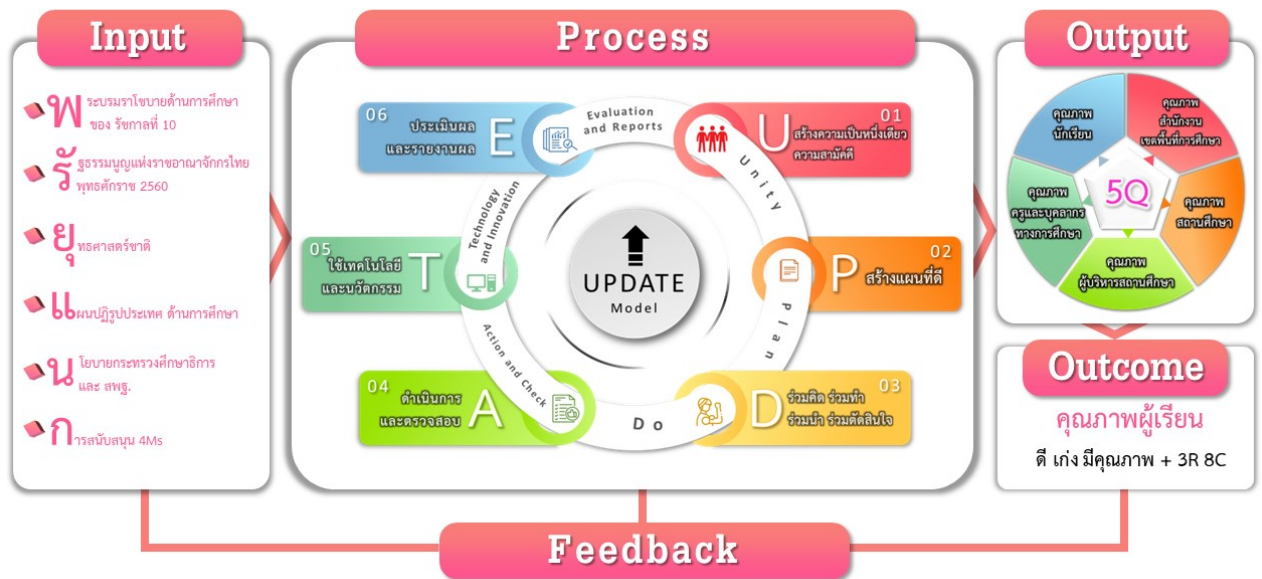 Input
พระบรมราโชบายด้านการศึกษา
ของ รัชกาลที่ 10
รัฐธรรมนูญแห่งราชอาณาจักรไทย
พุทธศักราช 2560
ยุทธศาสตร์ชาติ
แผนปฏิรูปประเทศ ด้านการศึกษา
นโยบายกระทรวงศึกษาธิการ
และ สพฐ.
การสนับสนุน 4Ms
Process
01
U
สร้างความเป็นหนึ่งเดียว
ความสามัคคี
Unity
02
P
สร้างแผนที่ดี
Plan
03
D
ร่วมคิด ร่วมทำ
ร่วมนำ ร่วมตัดสินใจ
Do
04
ดำเนินการ
และตรวจสอบ
A
Action and Check
05
ใช้เทคโนโลยี
และนวัตกรรม
T
Technology
and Innovation
06
ประเมินผล
และรายงานผล
E
Evaluation
and Reports
UPDATE
Model
Output
คุณภาพ
นักเรียน
คุณภาพ
สำนักงาน
เขตพื้นที่การศึกษา
คุณภาพ
ครูและบุคลากร
ทางการศึกษา
5Q
คุณภาพ
สถานศึกษา
คุณภาพ
ผู้บริหารสถานศึกษา
Outcome
คุณภาพผู้เรียน
ดี เก่ง มีคุณภาพ + 3R 8C
Feedback